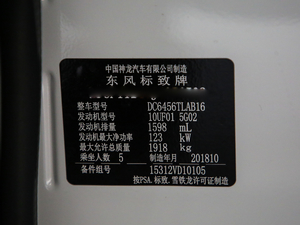 中国神龙汽车有限公司制造
东风标致牌
整车型号 DC6456TLAB16
发动机型号 10UF01 5G02
发动机排量 1598 mL
发动机最大净功率 123 kW
最大允许总质量 1918 kg
乘坐人数 5 制造年月 201810
备件组号 15312VD10105
按PSA.标致.雪铁龙许可证制造